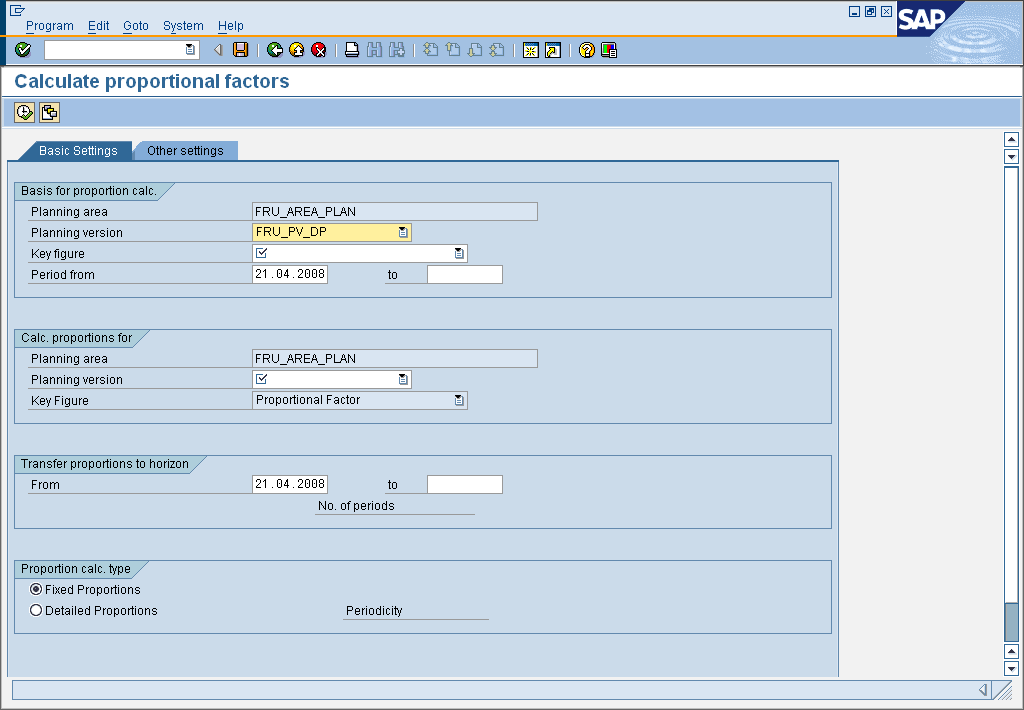 Program Edit Goto System Help
SAP
Calculate proportional factors
Basic Settings Other settings
Basis for proportion calc.
Planning area FRU_AREA_PLAN
Planning version FRU_PV_DP
Key figure
Period from 21.04.2008 to
Calc. proportions for
Planning area FRU_AREA_PLAN
Planning version
Key Figure Proportional Factor
Transfer proportions to horizon
From 21.04.2008 to
No. of periods
Proportion calc. type
Fixed Proportions
Detailed Proportions Periodicity